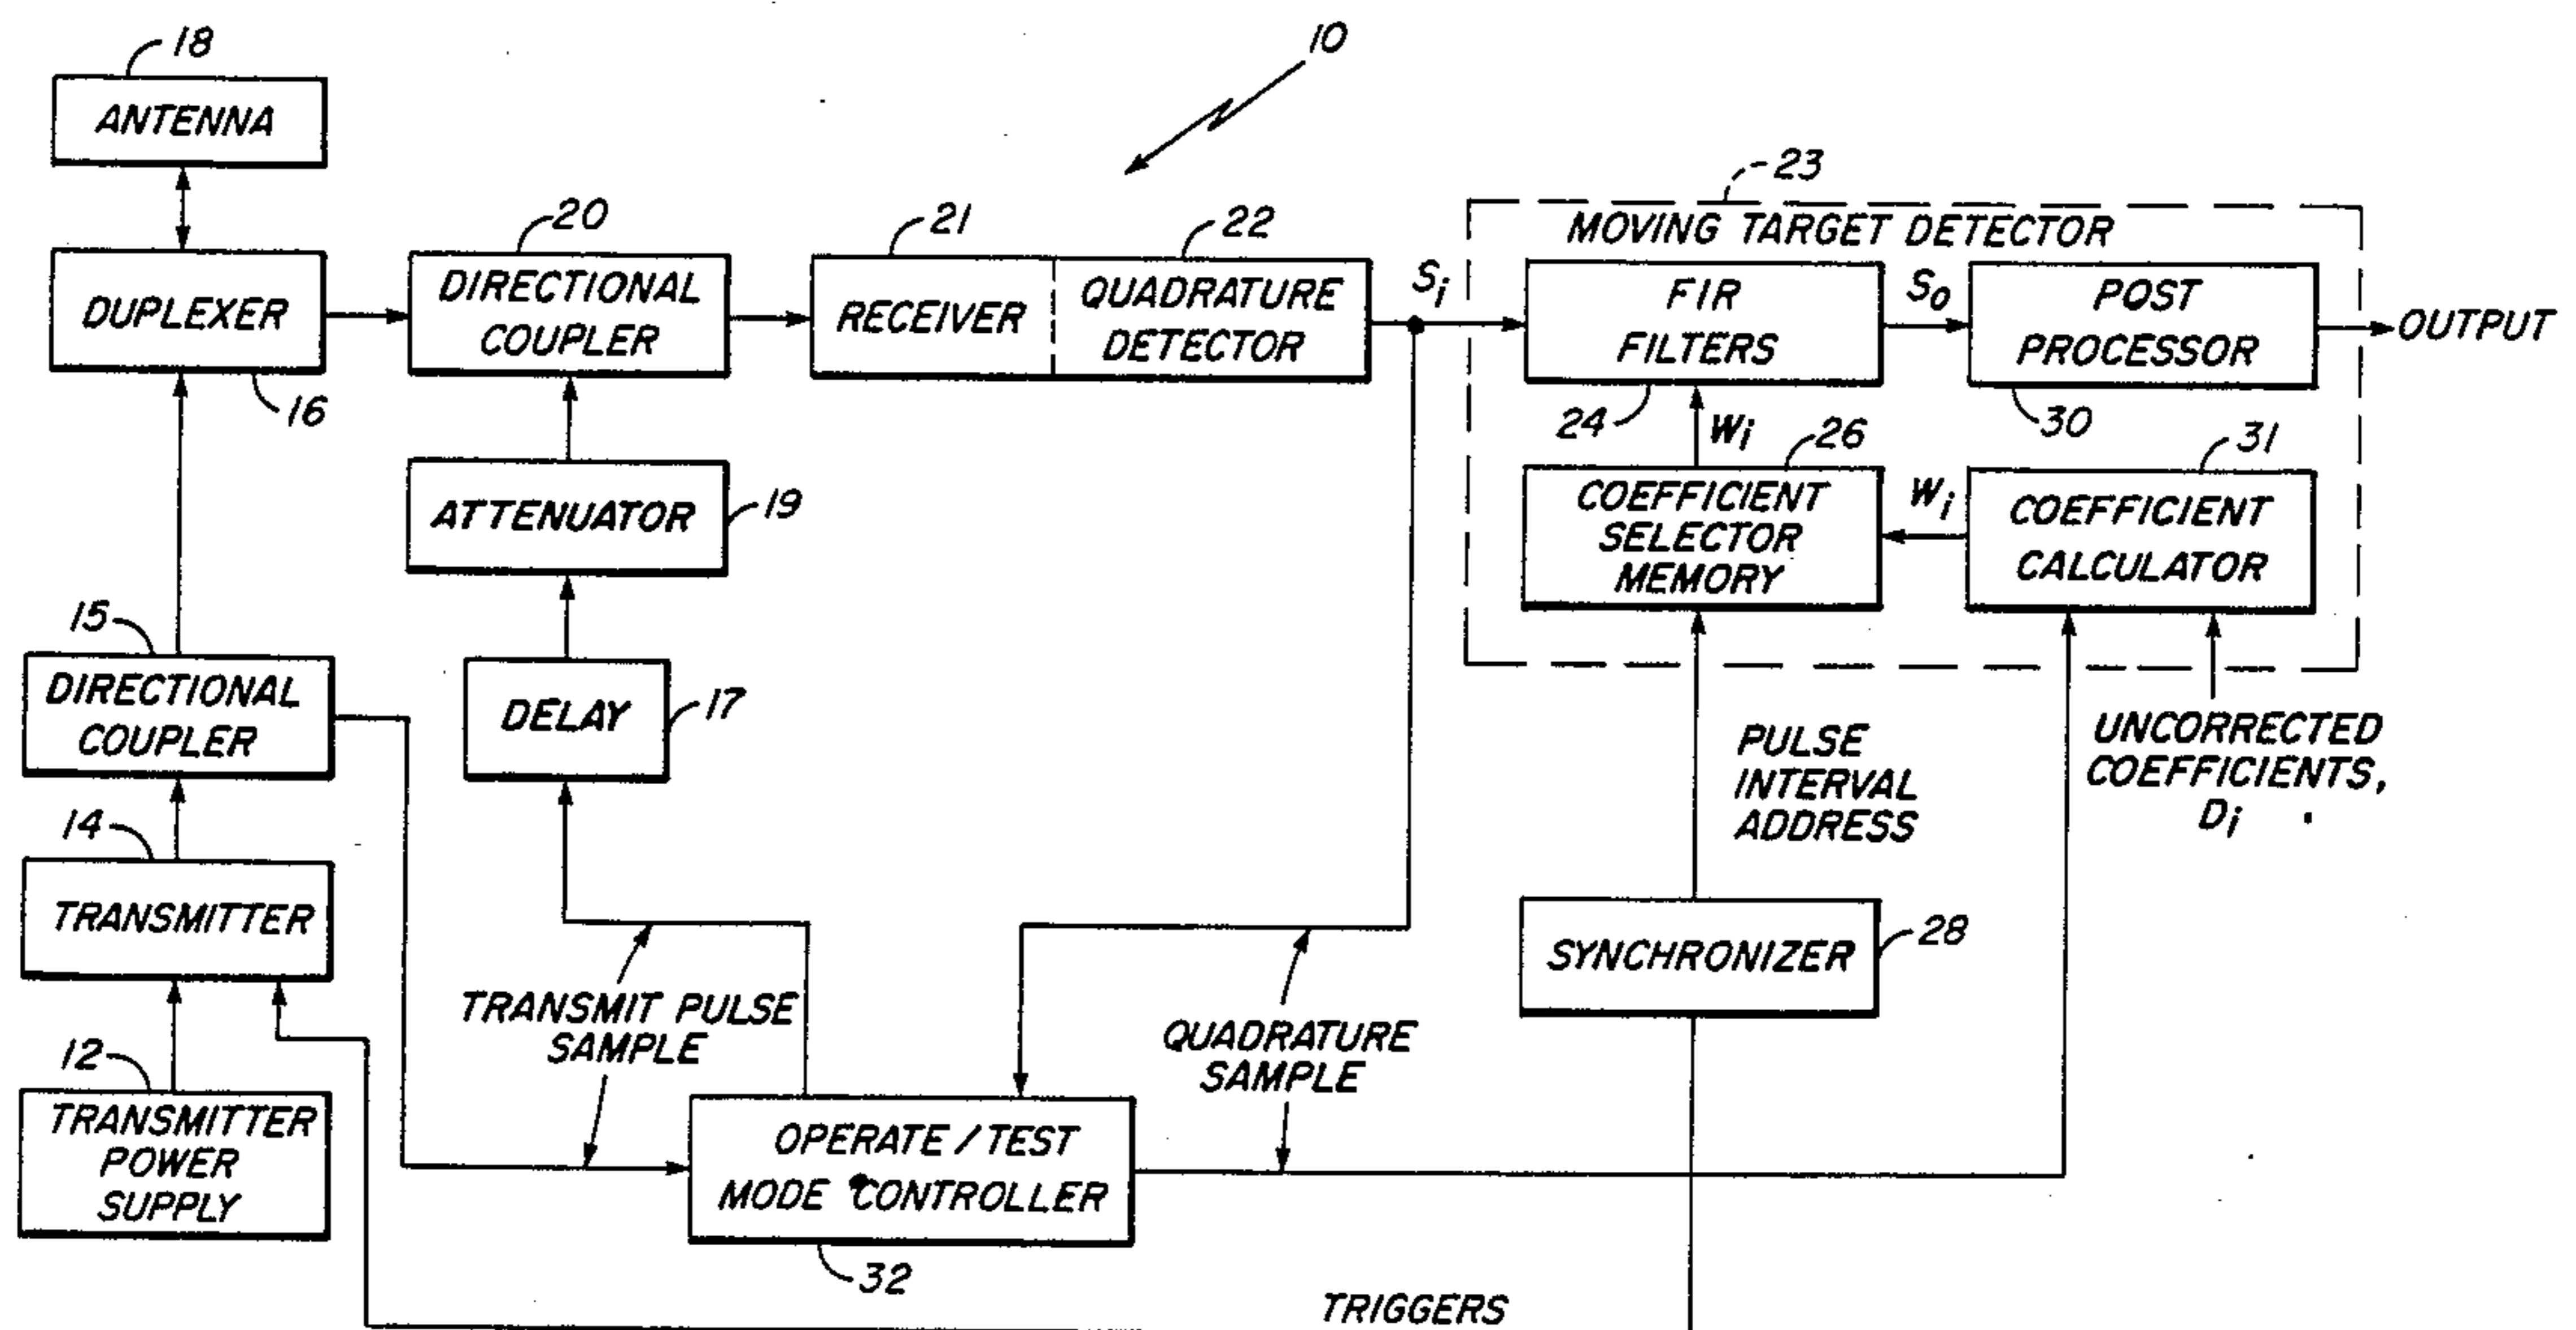 10
18
ANTENNA
20
21
22
23
MOVING TARGET DETECTOR
DUPLEXER
16
DIRECTIONAL
COUPLER
RECEIVER
QUADRATURE
DETECTOR
Si
FIR
FILTERS
24
So
POST
PROCESSOR
30
OUTPUT
Wi
26
COEFFICIENT
SELECTOR
MEMORY
Wi
31
COEFFICIENT
CALCULATOR
ATTENUATOR
19
15
DIRECTIONAL
COUPLER
DELAY
17
PULSE
INTERVAL
ADDRESS
UNCORRECTED
COEFFICIENTS,
Di
14
TRANSMITTER
SYNCHRONIZER
28
TRANSMIT PULSE
SAMPLE
QUADRATURE
SAMPLE
12
TRANSMITTER
POWER
SUPPLY
OPERATE / TEST
MODE CONTROLLER
32
TRIGGERS